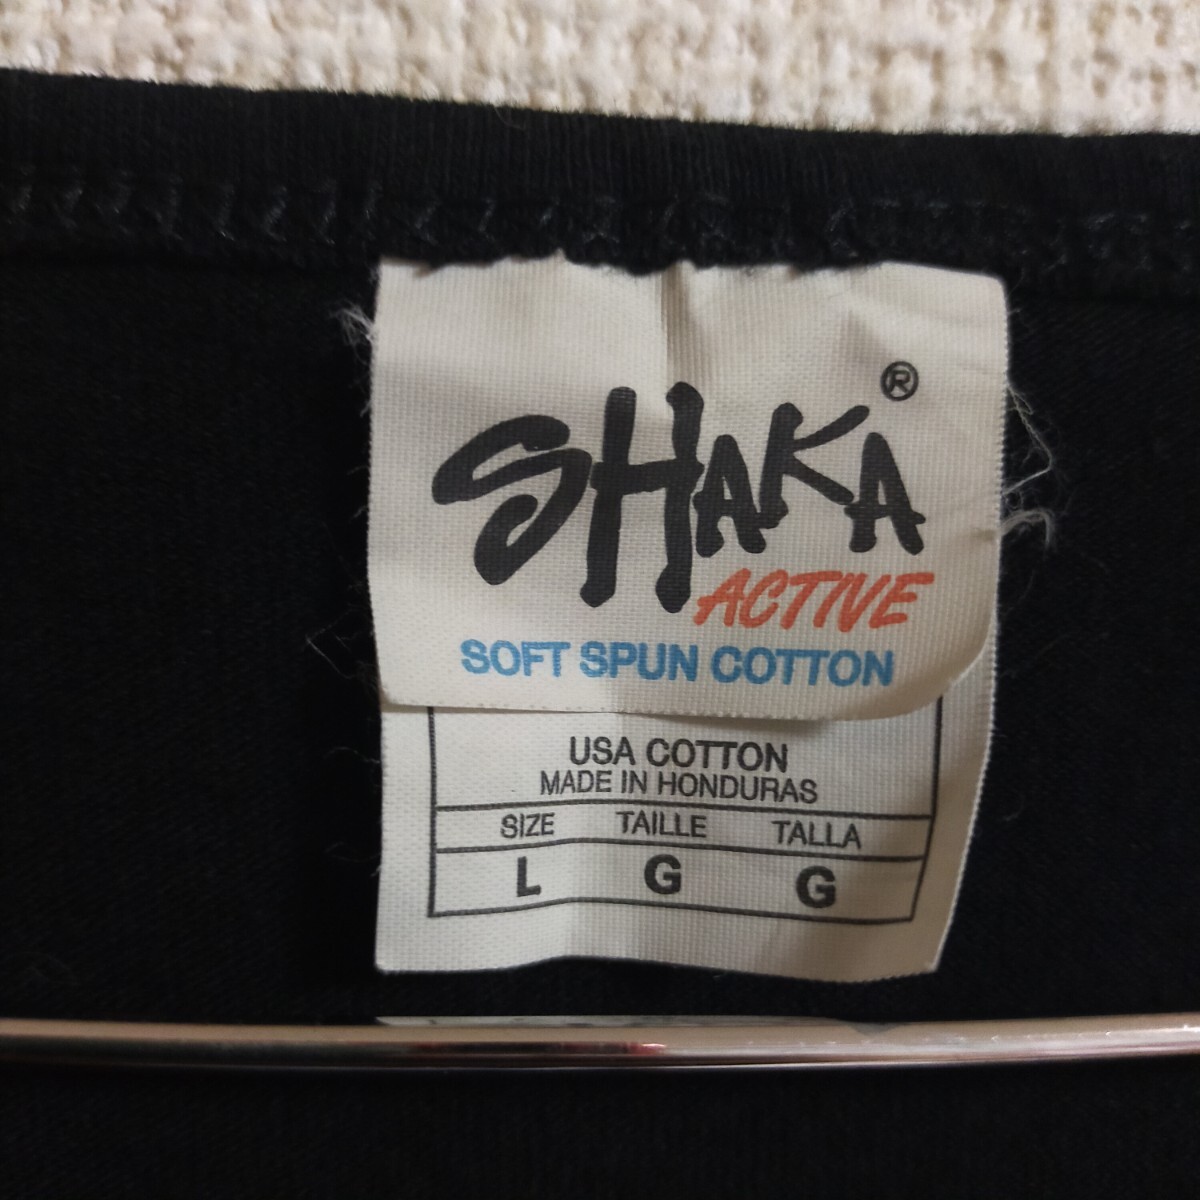 SHAKA®
ACTIVE
SOFT SPUN COTTON
USA COTTON
MADE IN HONDURAS
SIZE TAILLE TALLA
L G G